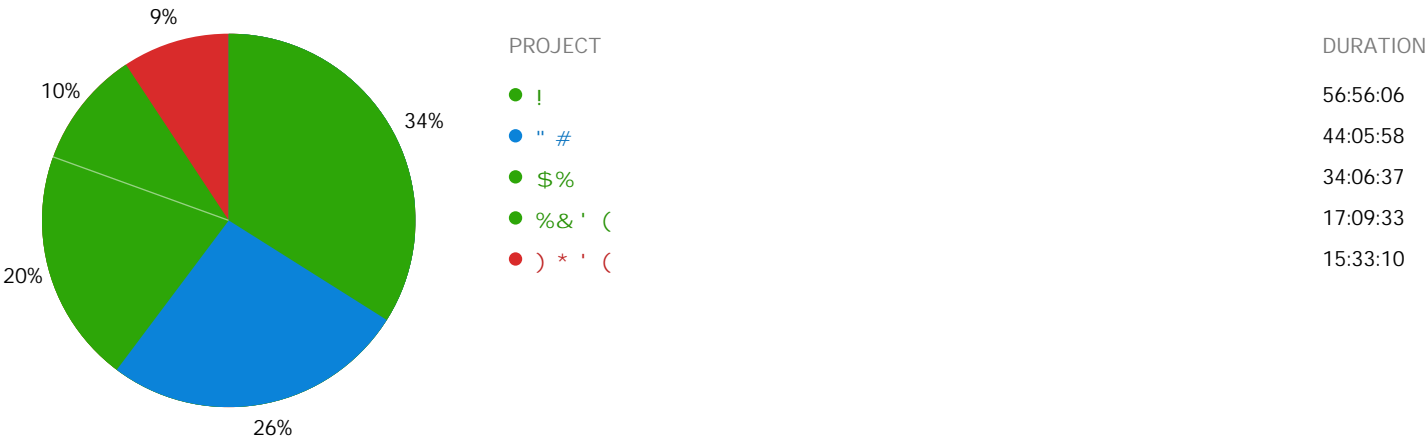 9%
10%
34%
20%
26%
PROJECT DURATION
! 56:56:06
" # 44:05:58
$% 34:06:37
%& ' ( 17:09:33
) * ' ( 15:33:10